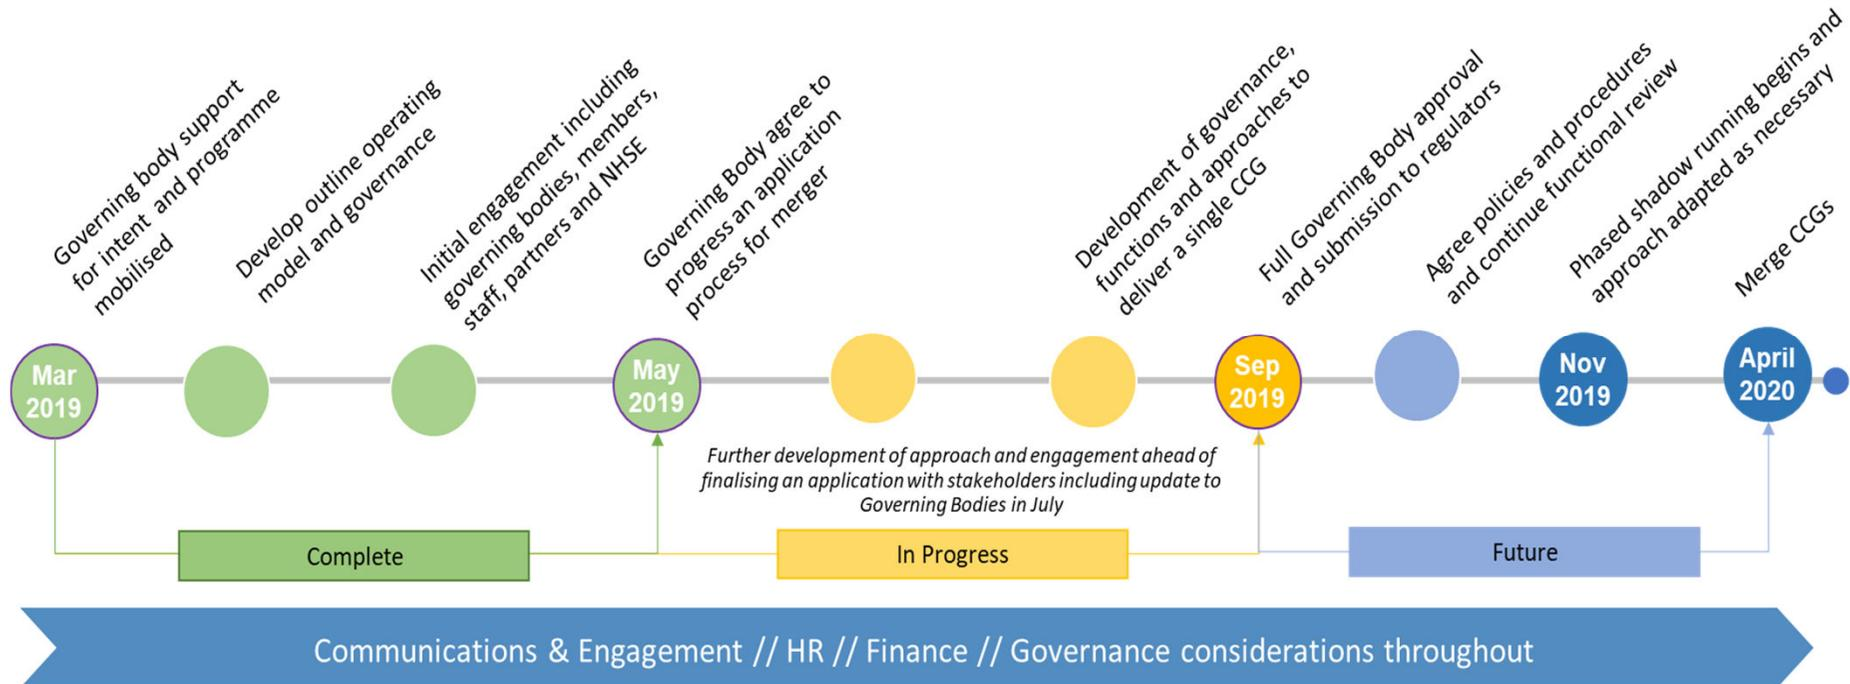 Governing body support
for intent and programme
mobilised
Develop outline operating
model and governance
Initial engagement including
governing bodies, members,
staff, partners and NHSE
Governing Body agree to
progress an application
process for merger
Development of governance,
functions and approaches to
deliver a single CCG
Full Governing Body approval
and submission to regulators
Agree policies and procedures
and continue functional review
Phased shadow running begins and
approach adapted as necessary
Merge CCGs
Mar
2019
May
2019
Sep
2019
Nov
2019
April
2020
Further development of approach and engagement ahead of
finalising an application with stakeholders including update to
Governing Bodies in July
Complete
In Progress
Future
Communications & Engagement // HR // Finance // Governance considerations throughout